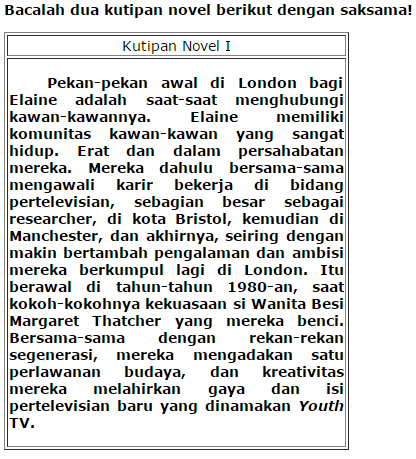 Bacalah dua kutipan novel berikut dengan saksama!
Kutipan Novel I
Pekan-pekan awal di London bagi
Elaine adalah saat-saat menghubungi
kawan-kawannya. Elaine memiliki
komunitas kawan-kawan yang sangat
hidup. Erat dan dalam persahabatan
mereka. Mereka dahulu bersama-sama
mengawali karir bekerja di bidang
pertelevisian, sebagian besar sebagai
researcher, di kota Bristol, kemudian di
Manchester, dan akhirnya, seiring dengan
makin bertambah pengalaman dan ambisi
mereka berkumpul lagi di London. Itu
berawal di tahun-tahun 1980-an, saat
kokoh-kokohnya kekuasaan si Wanita Besi
Margaret Thatcher yang mereka benci.
Bersama-sama dengan rekan-rekan
segenerasi, mereka mengadakan satu
perlawanan budaya, dan kreativitas
mereka melahirkan gaya dan isi
pertelevisian baru yang dinamakan Youth
TV.